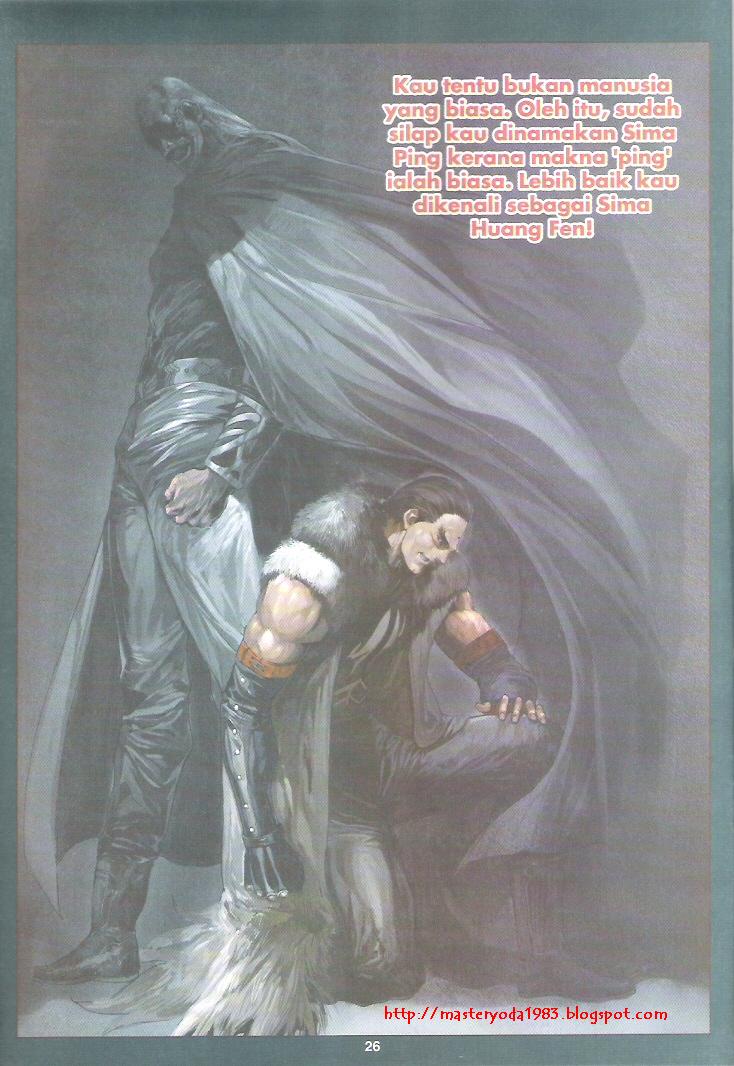 Kau tentu bukan manusia
yang biasa. Oleh itu, sudah
silap kau dinamakan Sima
Ping kerana makna 'ping'
ialah biasa. Lebih baik kau
dikenali sebagai Sima
Huang Fen!
http://masteryoda1983.blogspot.com
26